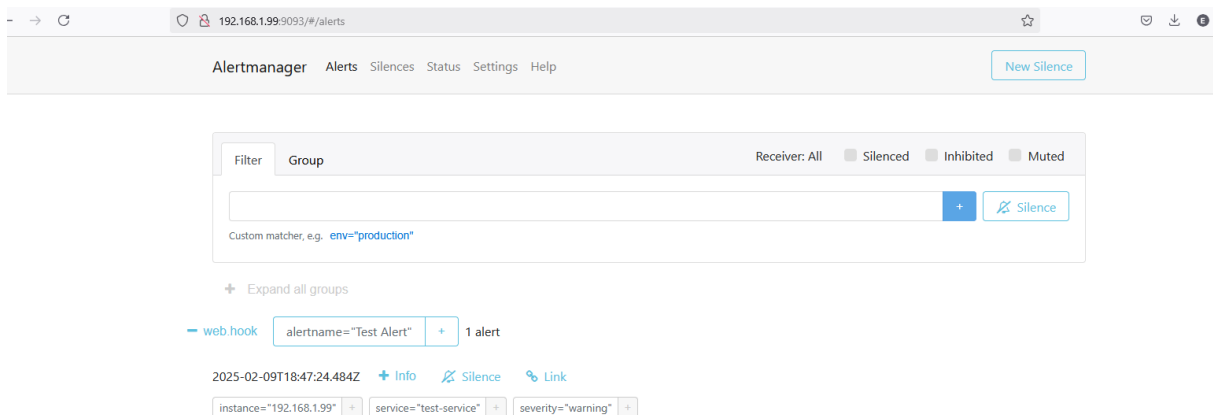 192.168.1.99:9093/#/alerts
E
Alertmanager Alerts Silences Status Settings Help New Silence
Filter Group Receiver: All Silenced Inhibited Muted
+ Silence
Custom matcher, e.g. env="production"
+ Expand all groups
− web.hook alertname="Test Alert" + 1 alert
2025-02-09T18:47:24.484Z + Info Silence Link
instance="192.168.1.99" + service="test-service" + severity="warning" +